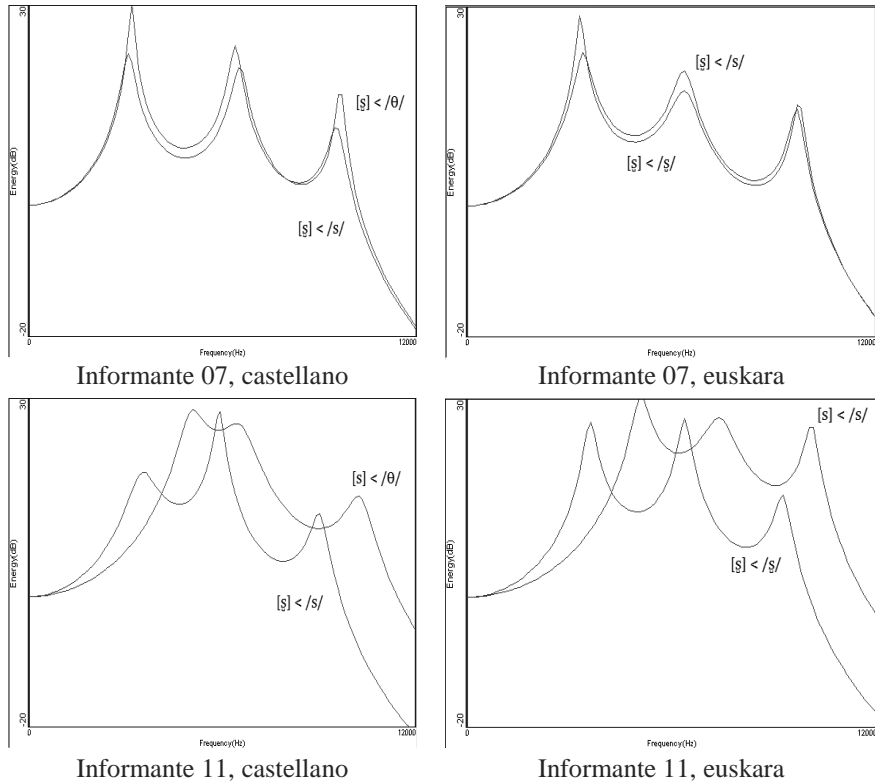 30
Energy(dB)
-20
0
12000
Frequency(Hz)
[s̺] < /θ/
[s̺] < /s/
Informante 07, castellano
30
Energy(dB)
-20
0
12000
Frequency(Hz)
[s̺] < /s/
[s̺] < /s̺/
Informante 07, euskara
30
Energy(dB)
-20
0
12000
Frequency(Hz)
[s] < /θ/
[s̺] < /s/
Informante 11, castellano
30
Energy(dB)
-20
0
12000
Frequency(Hz)
[s] < /s/
[s̺] < /s̺/
Informante 11, euskara